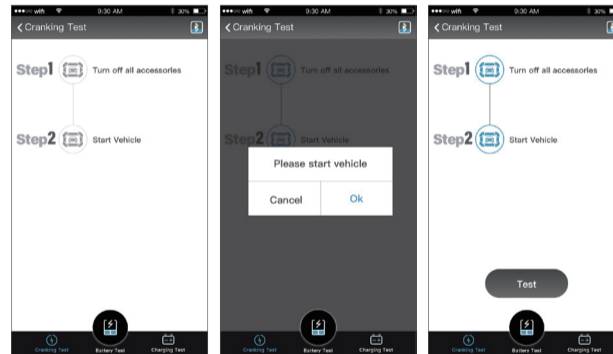 ●●●○○ wifi 9:30 AM 30%
Cranking Test
Step1 Turn off all accessories
Step2 Start Vehicle
Cranking Test Battery Test Charging Test
●●●○○ wifi 9:30 AM 30%
Cranking Test
Step1 Turn off all accessories
Step2 Start Vehicle
Please start vehicle
Cancel Ok
Cranking Test Battery Test Charging Test
●●●○○ wifi 9:30 AM 30%
Cranking Test
Step1 Turn off all accessories
Step2 Start Vehicle
Test
Cranking Test Battery Test Charging Test